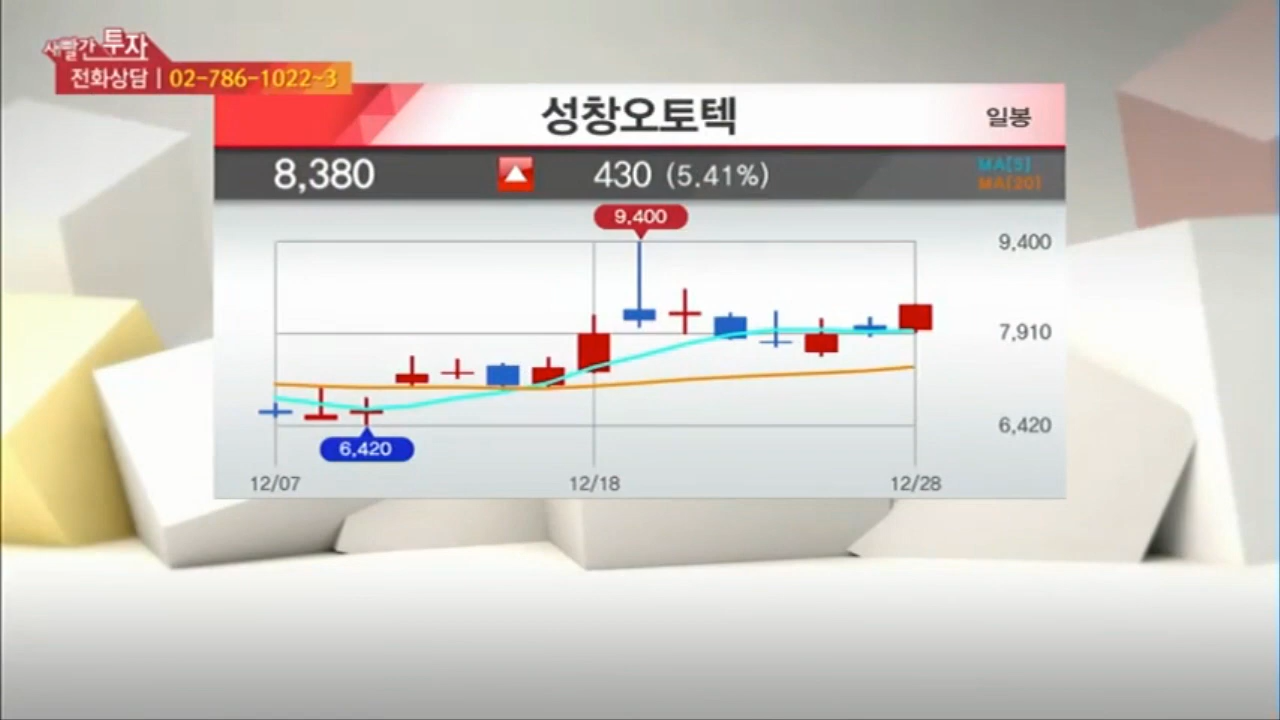 새빨간 투자
전화상담 | 02-786-1022~3
성창오토텍
일봉
8,380
430 (5.41%)
MA[5]
MA[20]
9,400
9,400
7,910
6,420
6,420
12/07
12/18
12/28